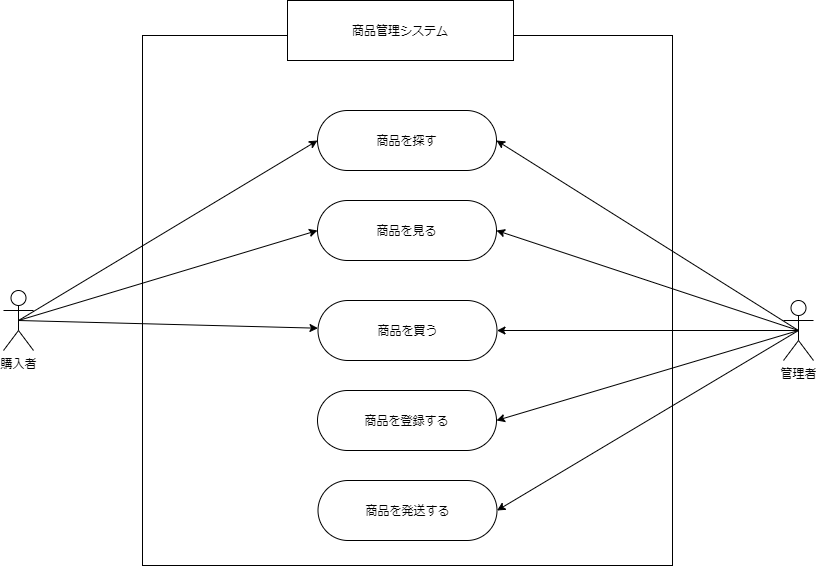 商品管理システム
商品を探す
商品を見る
商品を買う
商品を登録する
商品を発送する
購入者
管理者